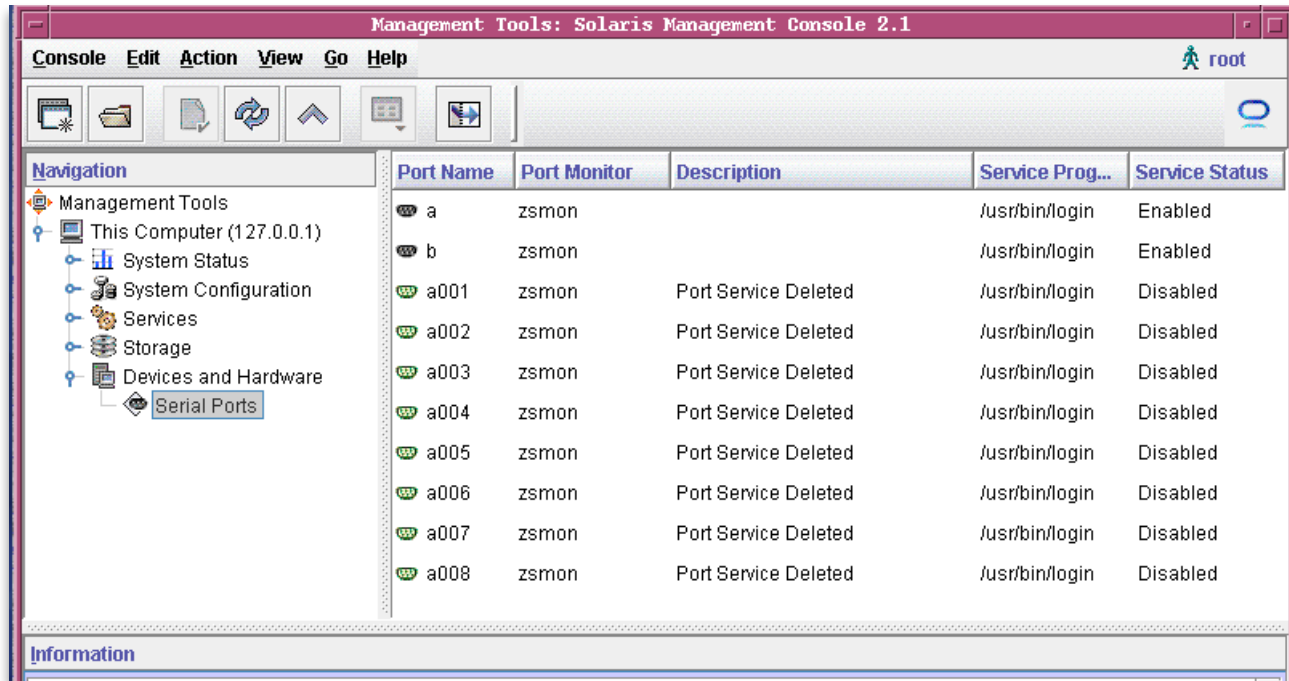 Management Tools: Solaris Management Console 2.1
Console Edit Action View Go Help root
Navigation
Management Tools
This Computer (127.0.0.1)
System Status
System Configuration
Services
Storage
Devices and Hardware
Serial Ports
Port Name Port Monitor Description Service Prog... Service Status
a zsmon /usr/bin/login Enabled
b zsmon /usr/bin/login Enabled
a001 zsmon Port Service Deleted /usr/bin/login Disabled
a002 zsmon Port Service Deleted /usr/bin/login Disabled
a003 zsmon Port Service Deleted /usr/bin/login Disabled
a004 zsmon Port Service Deleted /usr/bin/login Disabled
a005 zsmon Port Service Deleted /usr/bin/login Disabled
a006 zsmon Port Service Deleted /usr/bin/login Disabled
a007 zsmon Port Service Deleted /usr/bin/login Disabled
a008 zsmon Port Service Deleted /usr/bin/login Disabled
Information